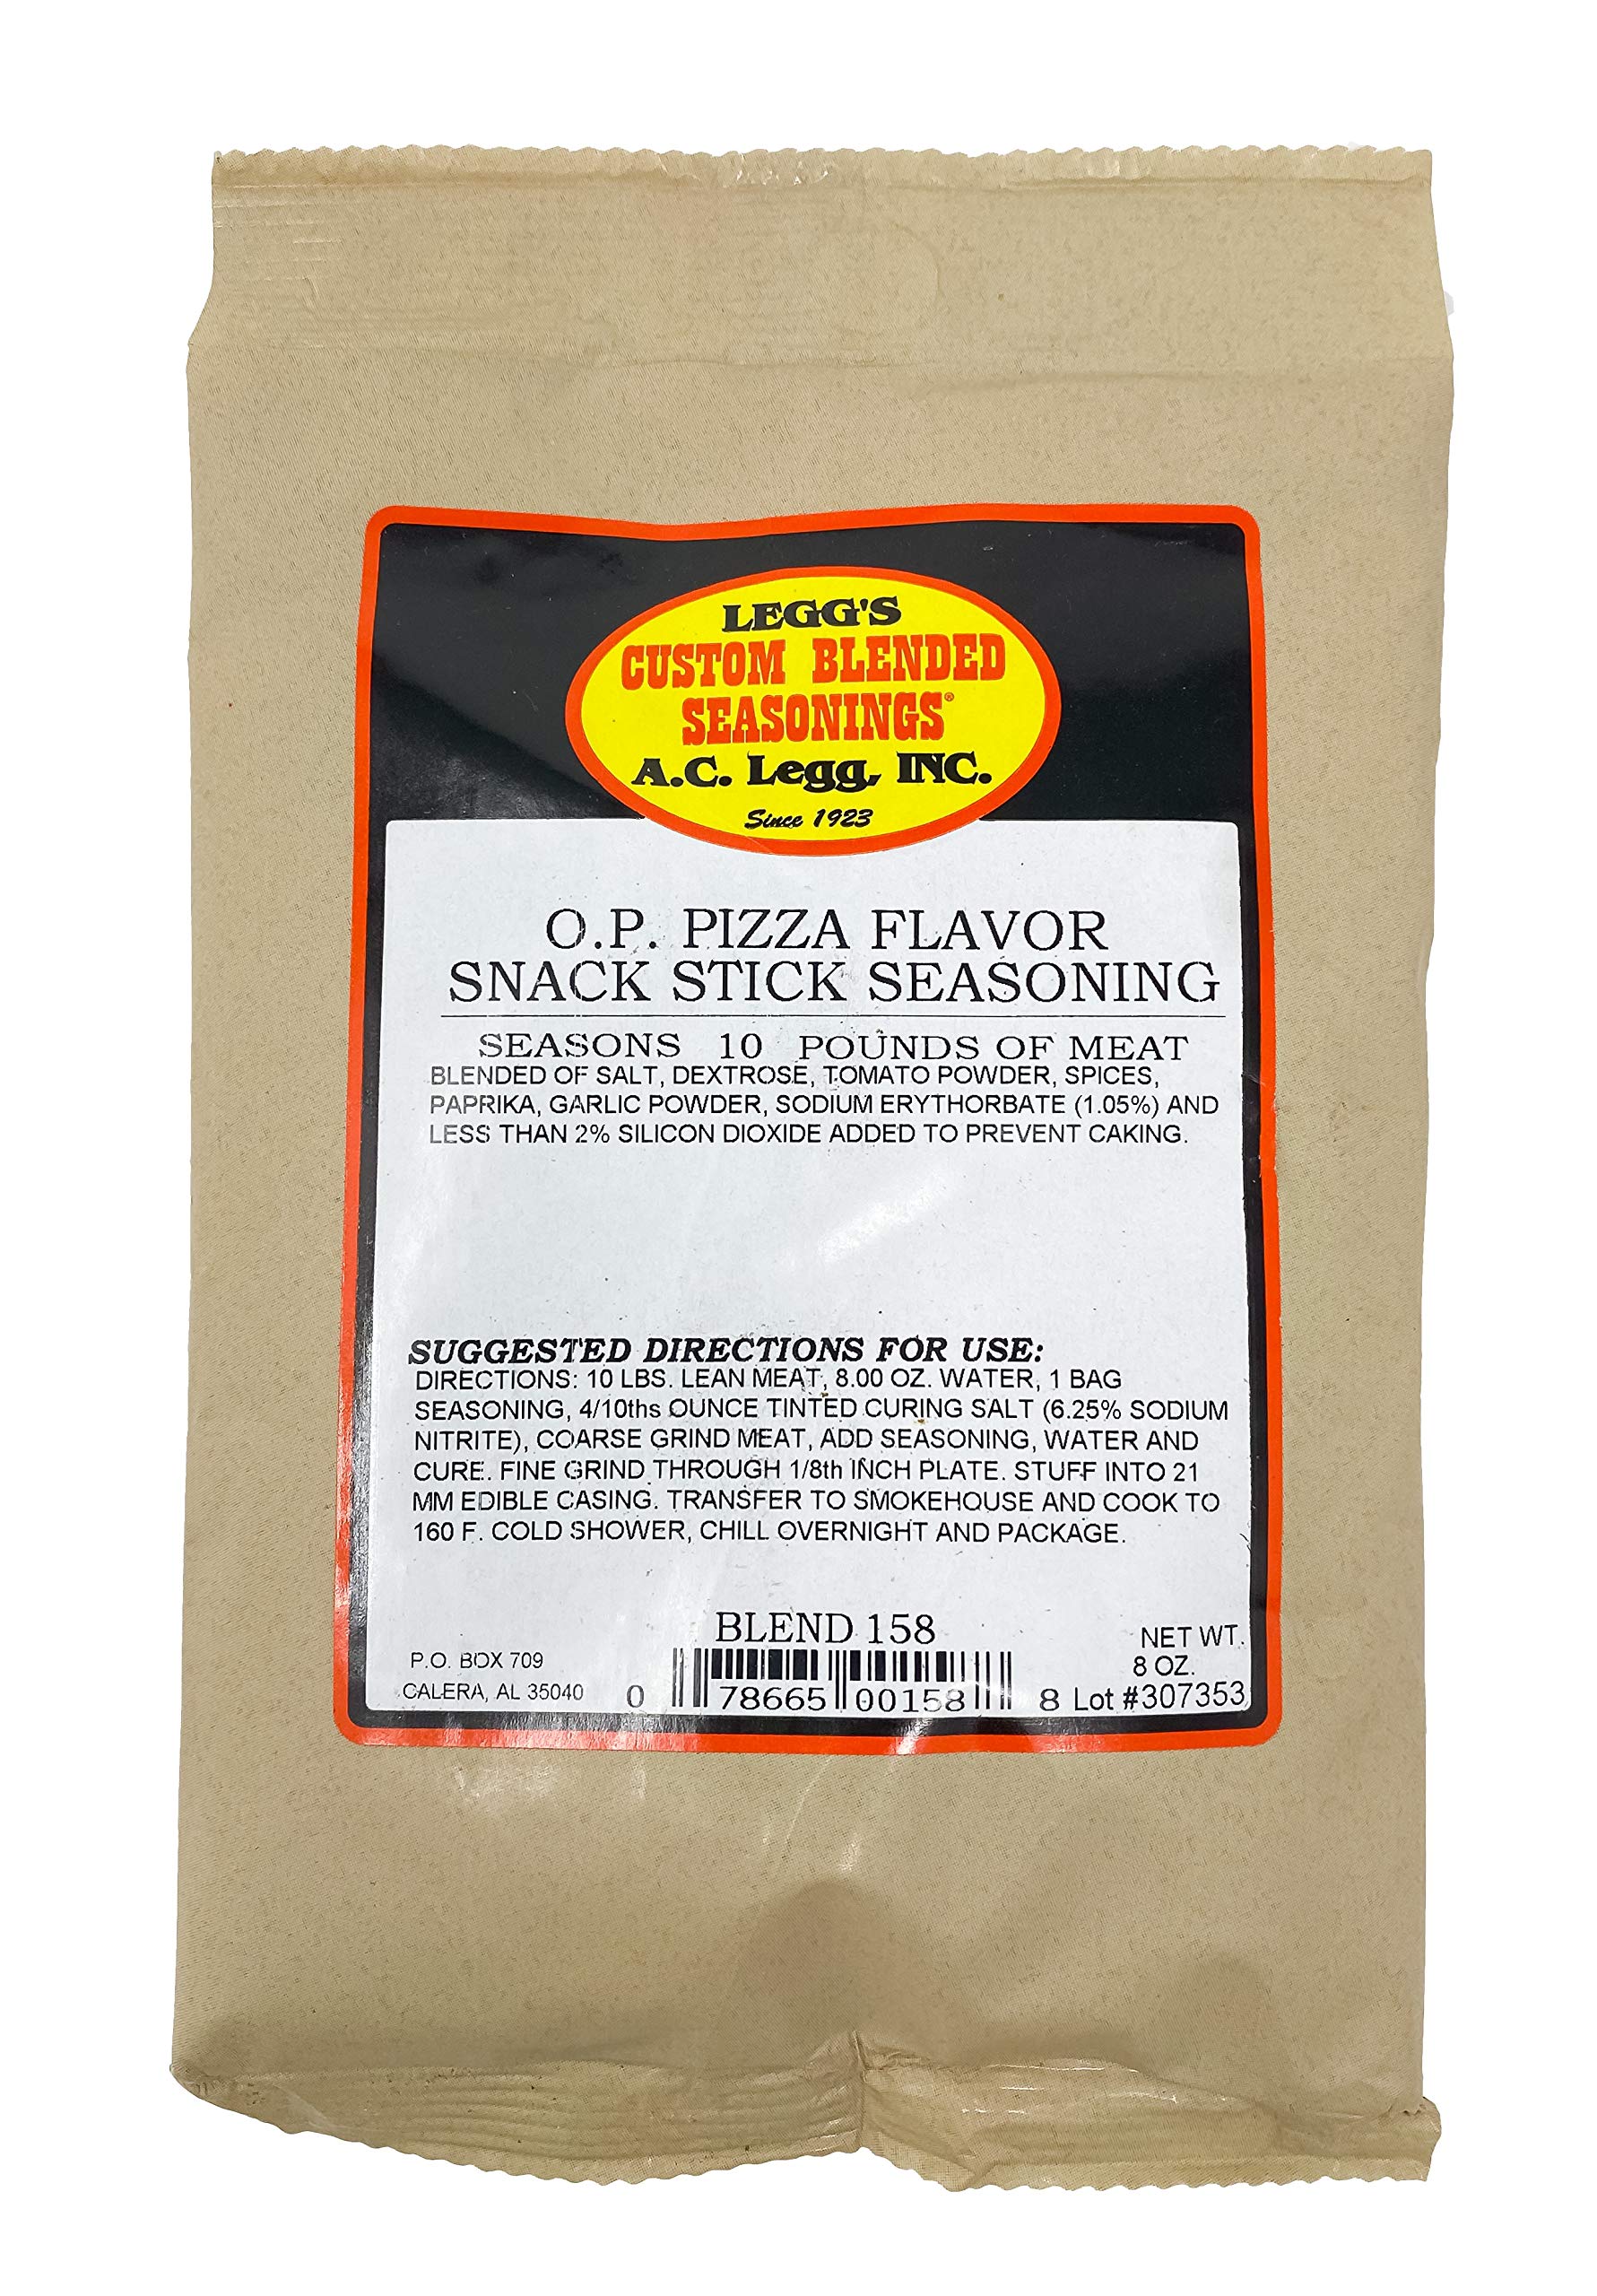 LEGG'S
CUSTOM BLENDED
SEASONINGS®
A.C. Legg, INC.
Since 1923
O.P. PIZZA FLAVOR
SNACK STICK SEASONING
SEASONS 10 POUNDS OF MEAT
BLENDED OF SALT, DEXTROSE, TOMATO POWDER, SPICES,
PAPRIKA, GARLIC POWDER, SODIUM ERYTHORBATE (1.05%) AND
LESS THAN 2% SILICON DIOXIDE ADDED TO PREVENT CAKING.
SUGGESTED DIRECTIONS FOR USE:
DIRECTIONS: 10 LBS. LEAN MEAT, 8.00 OZ. WATER, 1 BAG
SEASONING, 4/10ths OUNCE TINTED CURING SALT (6.25% SODIUM
NITRITE), COARSE GRIND MEAT, ADD SEASONING, WATER AND
CURE. FINE GRIND THROUGH 1/8th INCH PLATE. STUFF INTO 21
MM EDIBLE CASING. TRANSFER TO SMOKEHOUSE AND COOK TO
160 F. COLD SHOWER, CHILL OVERNIGHT AND PACKAGE.
BLEND 158
P.O. BOX 709
CALERA, AL 35040
0 78665 00158 8
NET WT.
8 OZ.
Lot #307353